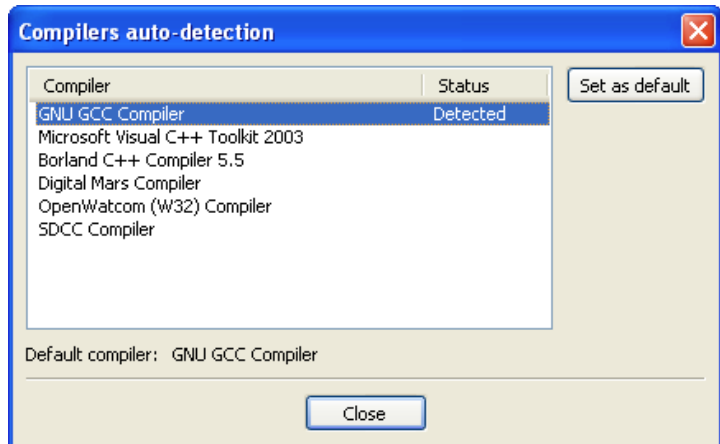 Compilers auto-detection
Compiler Status
GNU GCC Compiler Detected
Microsoft Visual C++ Toolkit 2003
Borland C++ Compiler 5.5
Digital Mars Compiler
OpenWatcom (W32) Compiler
SDCC Compiler
Set as default
Default compiler: GNU GCC Compiler
Close